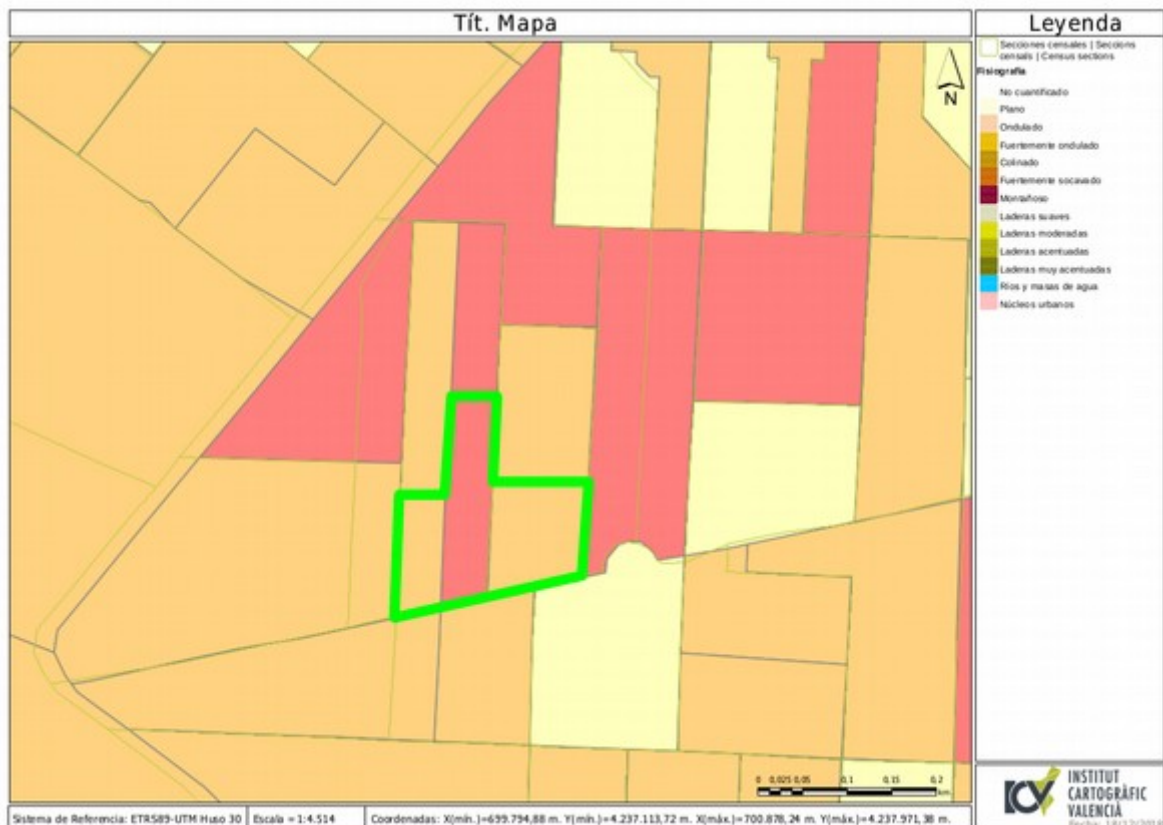 Tít. Mapa
Leyenda
Secciones censales | Seccions
censals | Census sections
Fisiografía
No cuantificado
Plano
Ondulado
Fuertemente ondulado
Colinado
Fuertemente socavado
Montañoso
Laderas suaves
Laderas moderadas
Laderas acentuadas
Laderas muy acentuadas
Ríos y masas de agua
Núcleos urbanos
N
0 0,025 0,05 0,1 0,15 0,2
km
ICV
INSTITUT
CARTOGRÀFIC
VALENCIÀ
Sistema de Referencia: ETRS89-UTM Huso 30
Escala = 1:4.514
Coordenadas: X(mín.)=699.794,88 m. Y(mín.)=4.237.113,72 m. X(máx.)=700.878,24 m. Y(máx.)=4.237.971,38 m.